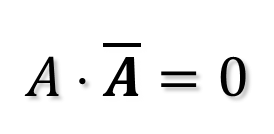 A · A̅ = 0